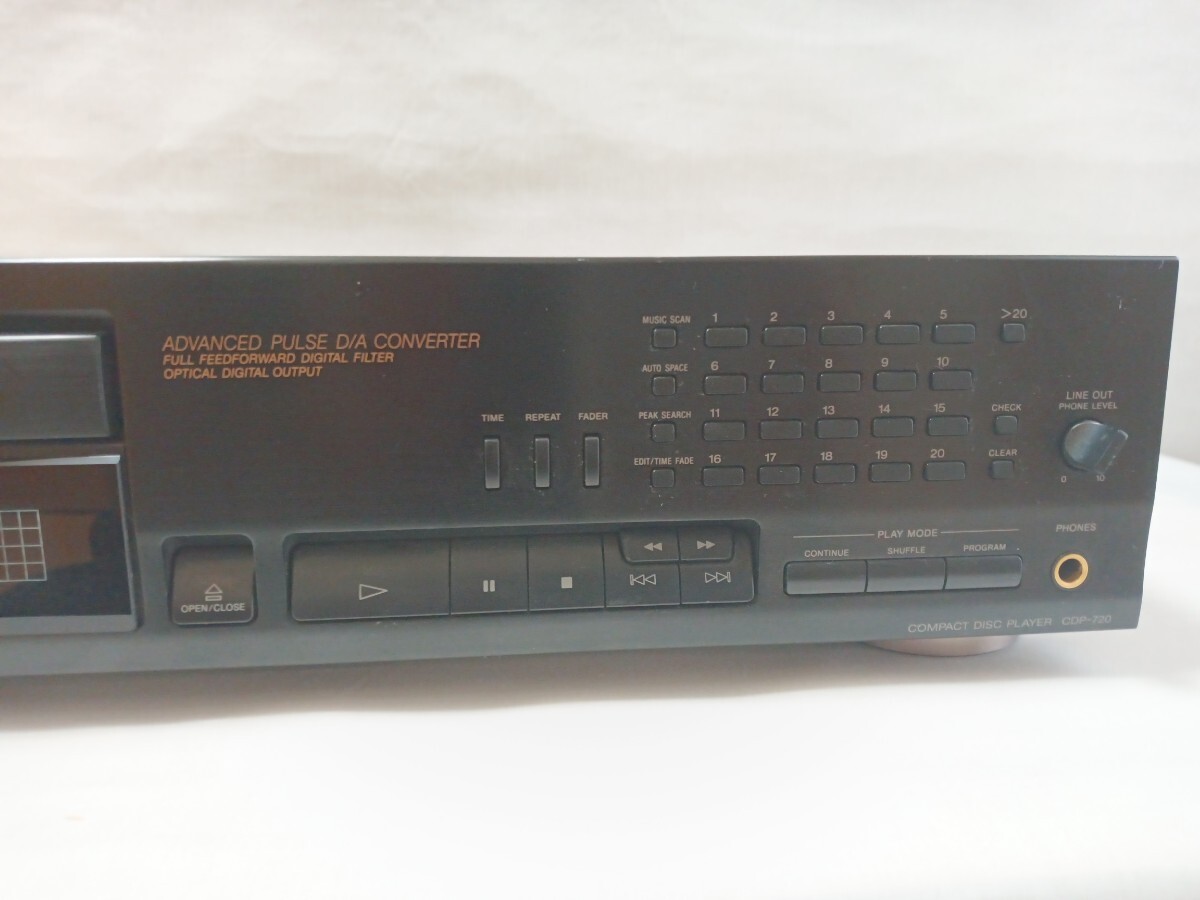 ADVANCED PULSE D/A CONVERTER
FULL FEEDFORWARD DIGITAL FILTER
OPTICAL DIGITAL OUTPUT
TIME REPEAT FADER
MUSIC SCAN 1 2 3 4 5 >20
AUTO SPACE 6 7 8 9 10
PEAK SEARCH 11 12 13 14 15 CHECK
EDIT/TIME FADE 16 17 18 19 20 CLEAR
LINE OUT
PHONE LEVEL
0 10
OPEN/CLOSE
PLAY MODE
CONTINUE SHUFFLE PROGRAM
PHONES
COMPACT DISC PLAYER CDP-720